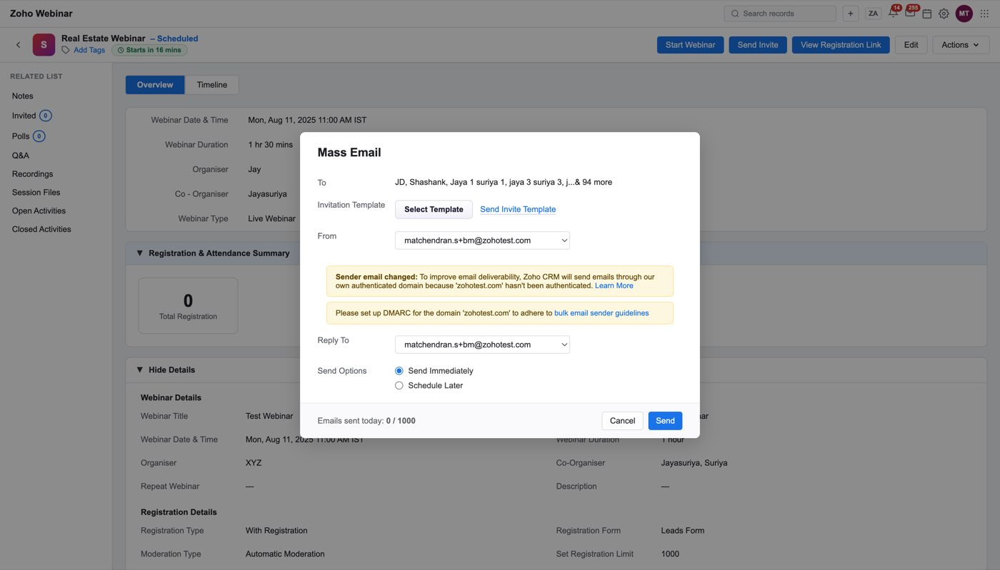 Zoho Webinar
Search records
+
ZA
14
255
MT
S
Real Estate Webinar – Scheduled
Add Tags
Starts in 16 mins
Start Webinar
Send Invite
View Registration Link
Edit
Actions
RELATED LIST
Notes
Invited 0
Polls 0
Q&A
Recordings
Session Files
Open Activities
Closed Activities
Overview
Timeline
Webinar Date & Time Mon, Aug 11, 2025 11:00 AM IST
Webinar Duration 1 hr 30 mins
Organiser Jay
Co - Organiser Jayasuriya
Webinar Type Live Webinar
▼ Registration & Attendance Summary
0
Total Registration
▼ Hide Details
Webinar Details
Webinar Title Test Webinar
Webinar Date & Time Mon, Aug 11, 2025 11:00 AM IST
Webinar Duration 1 hour
Organiser XYZ
Co-Organiser Jayasuriya, Suriya
Repeat Webinar —
Description —
Registration Details
Registration Type With Registration
Registration Form Leads Form
Moderation Type Automatic Moderation
Set Registration Limit 1000
Mass Email
To JD, Shashank, Jaya 1 suriya 1, jaya 3 suriya 3, j...& 94 more
Invitation Template Select Template Send Invite Template
From matchendran.s+bm@zohotest.com
Sender email changed: To improve email deliverability, Zoho CRM will send emails through our
own authenticated domain because 'zohotest.com' hasn't been authenticated. Learn More
Please set up DMARC for the domain 'zohotest.com' to adhere to bulk email sender guidelines
Reply To matchendran.s+bm@zohotest.com
Send Options Send Immediately
Schedule Later
Emails sent today: 0 / 1000
Cancel
Send